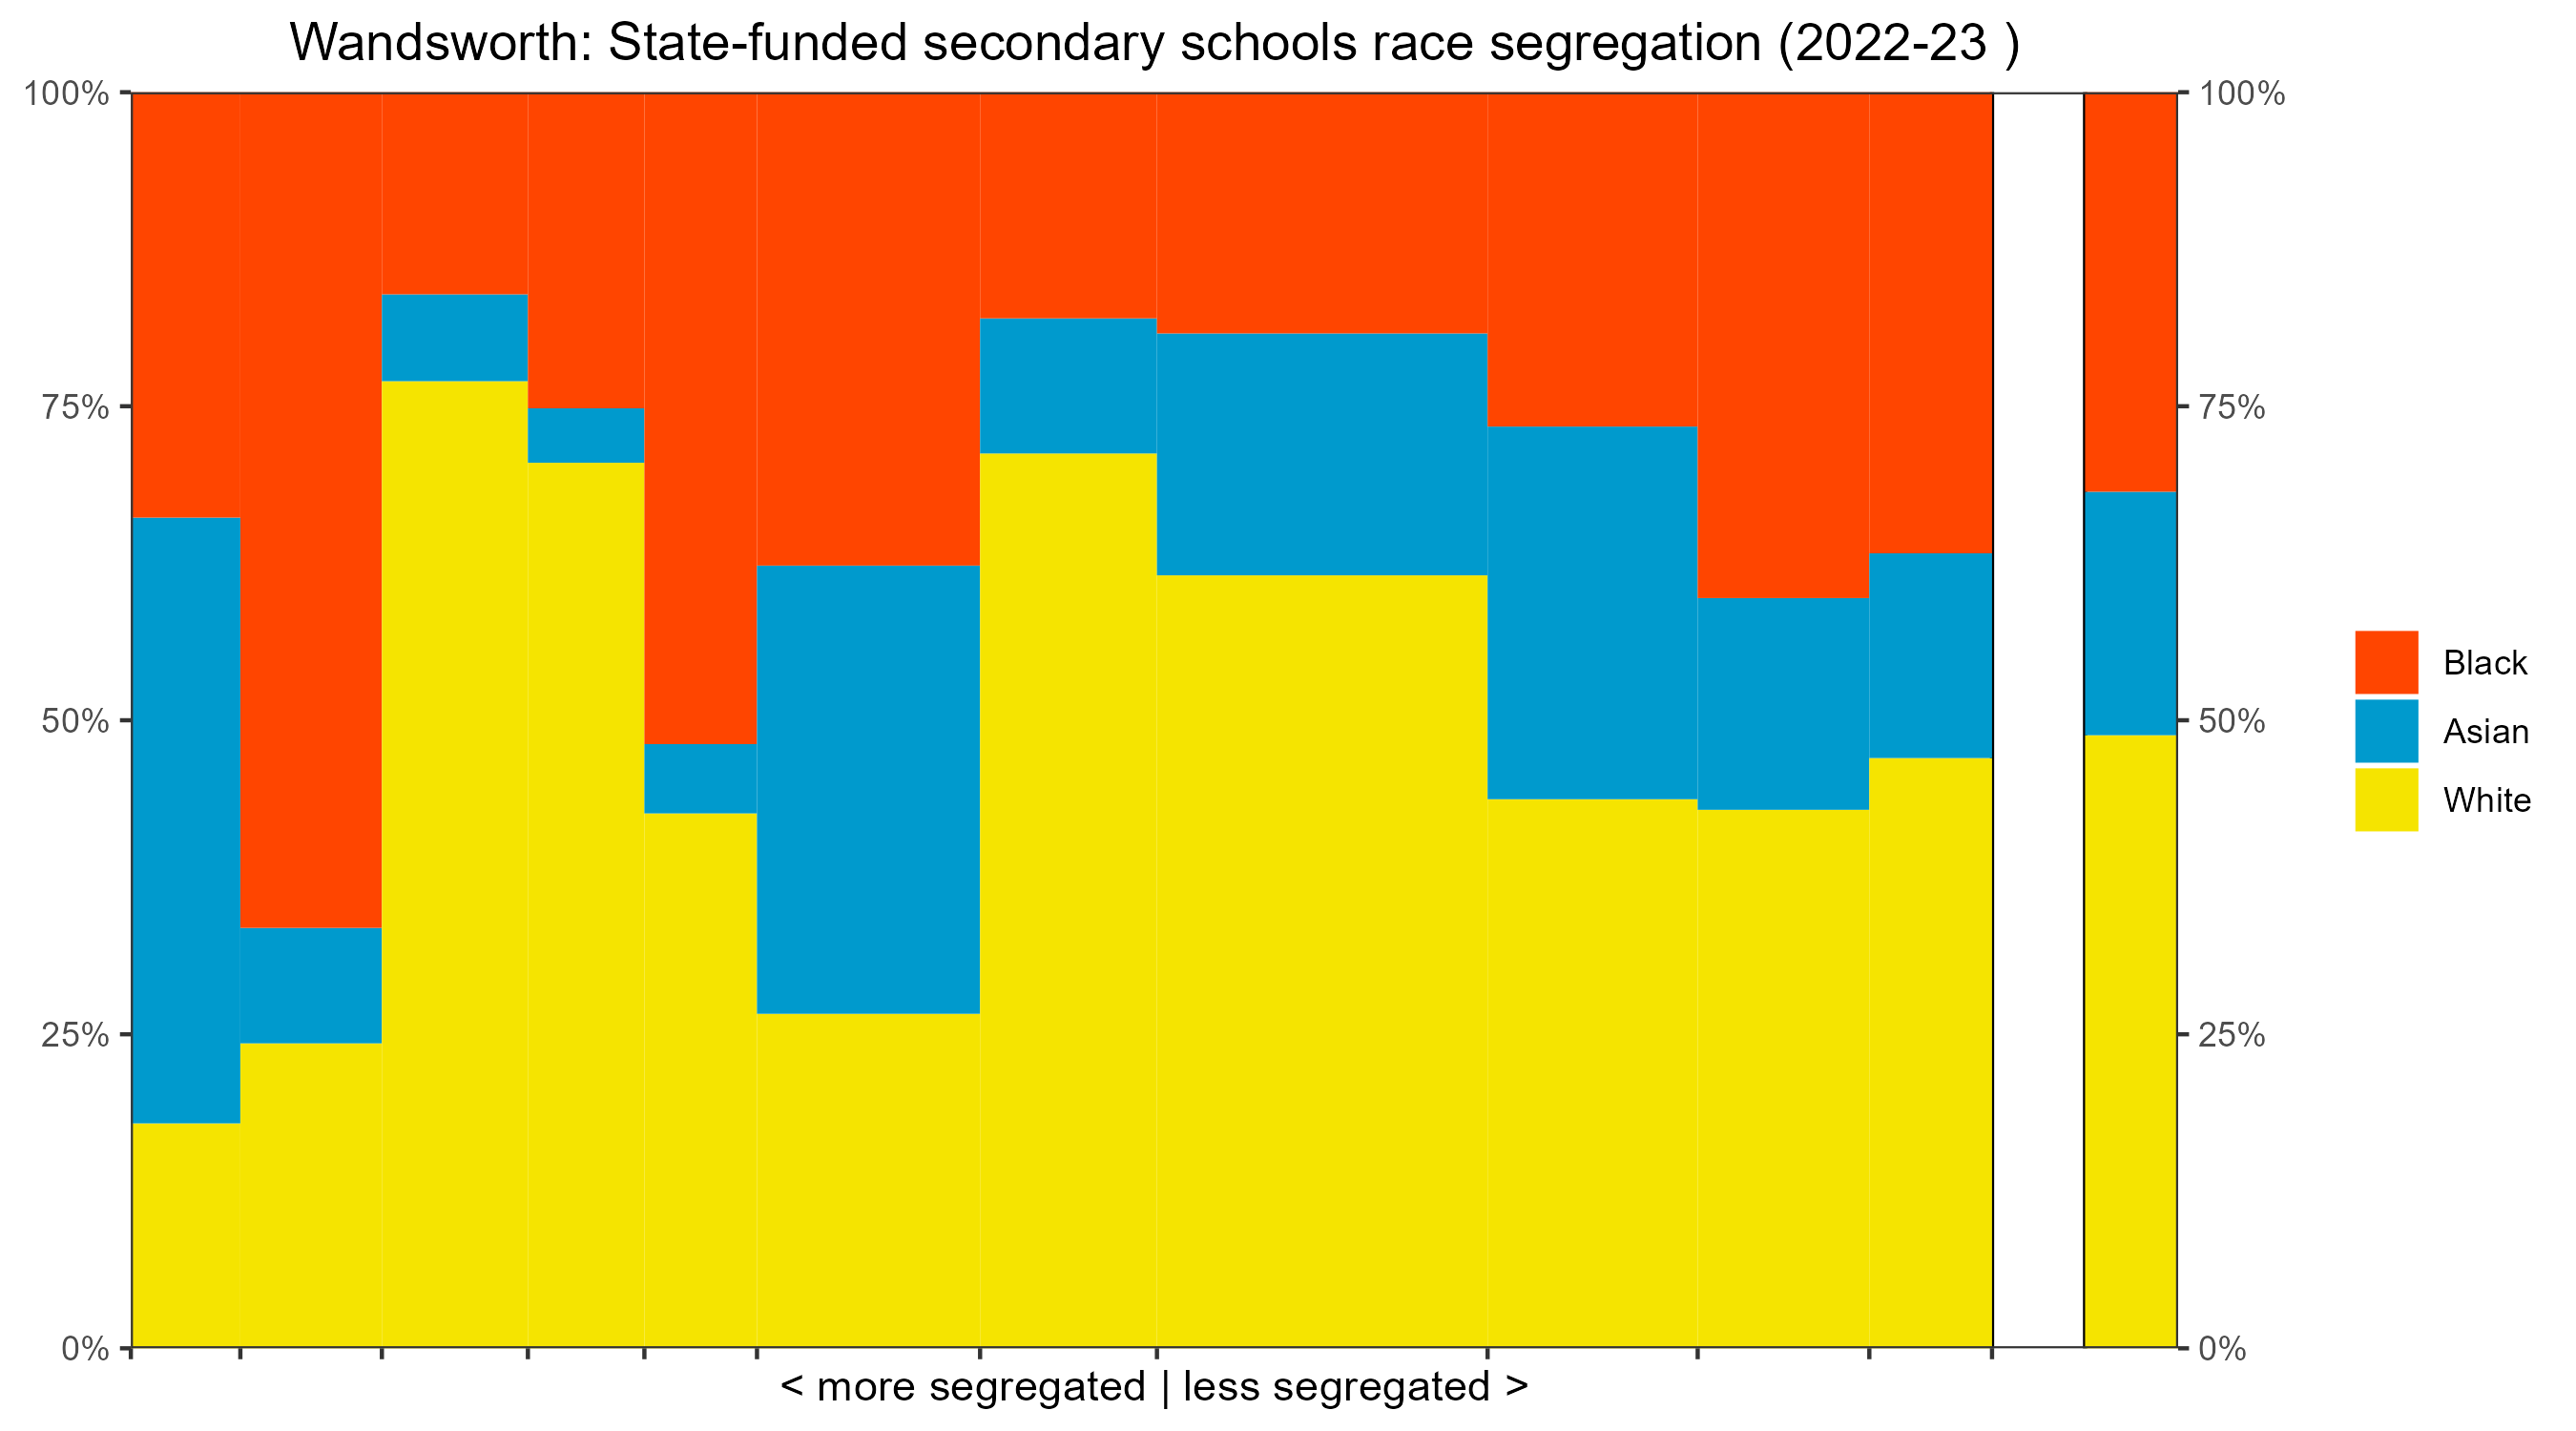 Wandsworth: State-funded secondary schools race segregation (2022-23 )
100%
75%
50%
25%
0%
100%
75%
50%
25%
0%
Black
Asian
White
< more segregated | less segregated >